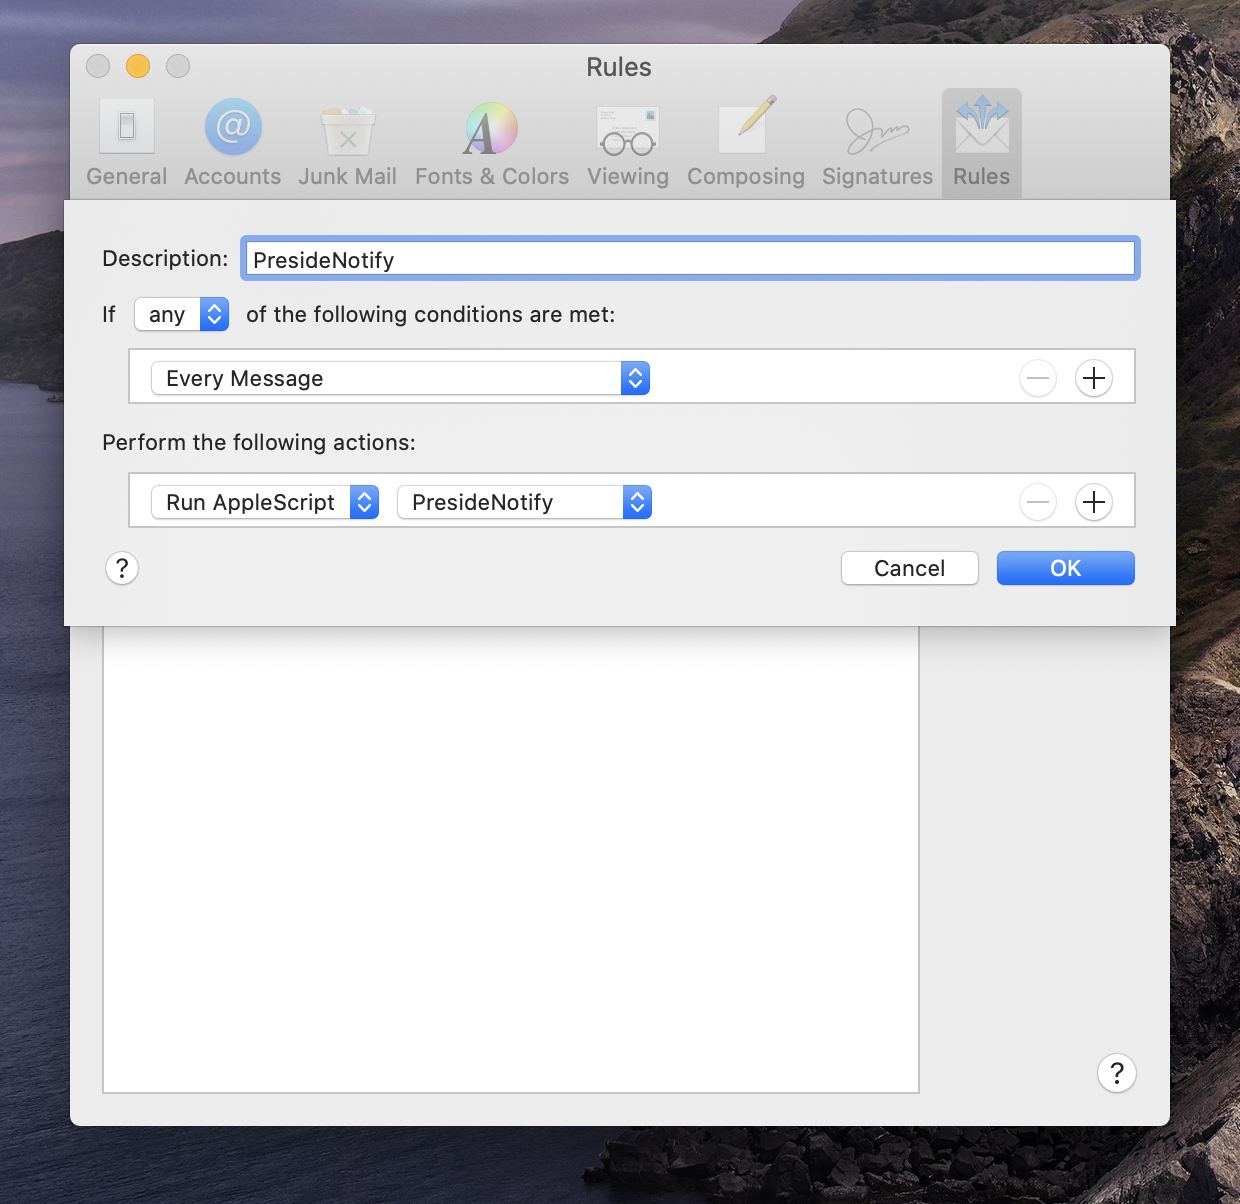 Rules
General Accounts Junk Mail Fonts & Colors Viewing Composing Signatures Rules
Description: PresideNotify
If any of the following conditions are met:
Every Message
Perform the following actions:
Run AppleScript PresideNotify
? Cancel OK
?